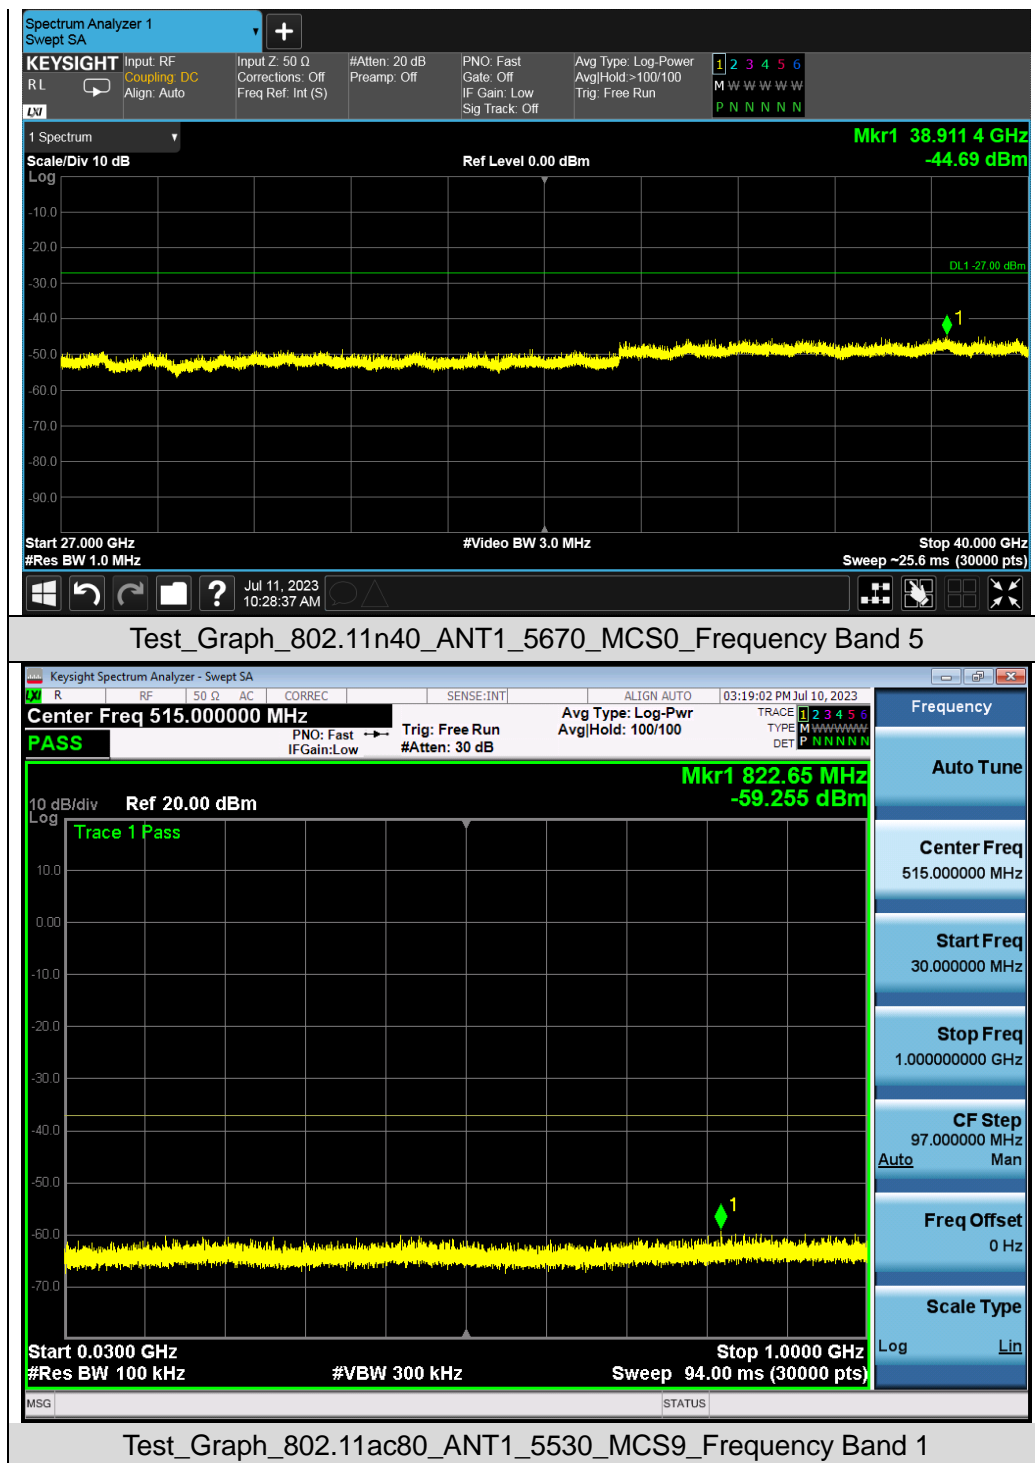 Spectrum Analyzer 1
Swept SA
KEYSIGHT
R L
LXI
Input: RF
Coupling: DC
Align: Auto
Input Z: 50 Ω
Corrections: Off
Freq Ref: Int (S)
#Atten: 20 dB
Preamp: Off
PNO: Fast
Gate: Off
IF Gain: Low
Sig Track: Off
Avg Type: Log-Power
Avg|Hold:>100/100
Trig: Free Run
1 2 3 4 5 6
M W W W W W
P N N N N N
1 Spectrum
Mkr1 38.911 4 GHz
Scale/Div 10 dB
Ref Level 0.00 dBm
-44.69 dBm
Log
-10.0
-20.0
DL1 -27.00 dBm
-30.0
-40.0
1
-50.0
-60.0
-70.0
-80.0
-90.0
Start 27.000 GHz
#Video BW 3.0 MHz
Stop 40.000 GHz
#Res BW 1.0 MHz
Sweep ~25.6 ms (30000 pts)
?
Jul 11, 2023
10:28:37 AM
Test_Graph_802.11n40_ANT1_5670_MCS0_Frequency Band 5
Keysight Spectrum Analyzer - Swept SA
LXI R RF 50 Ω AC CORREC SENSE:INT ALIGN AUTO 03:19:02 PM Jul 10, 2023
Center Freq 515.000000 MHz
PASS
PNO: Fast
IFGain:Low
Trig: Free Run
#Atten: 30 dB
Avg Type: Log-Pwr
Avg|Hold: 100/100
TRACE 1 2 3 4 5 6
TYPE M W W W W W
DET P N N N N N
Frequency
Mkr1 822.65 MHz
-59.255 dBm
10 dB/div Ref 20.00 dBm
Log
Trace 1 Pass
10.0
0.00
-10.0
-20.0
-30.0
-40.0
-50.0
1
-60.0
-70.0
Start 0.0300 GHz
Stop 1.0000 GHz
#Res BW 100 kHz
#VBW 300 kHz
Sweep 94.00 ms (30000 pts)
Auto Tune
Center Freq
515.000000 MHz
Start Freq
30.000000 MHz
Stop Freq
1.000000000 GHz
CF Step
97.000000 MHz
Auto Man
Freq Offset
0 Hz
Scale Type
Log Lin
MSG
STATUS
Test_Graph_802.11ac80_ANT1_5530_MCS9_Frequency Band 1